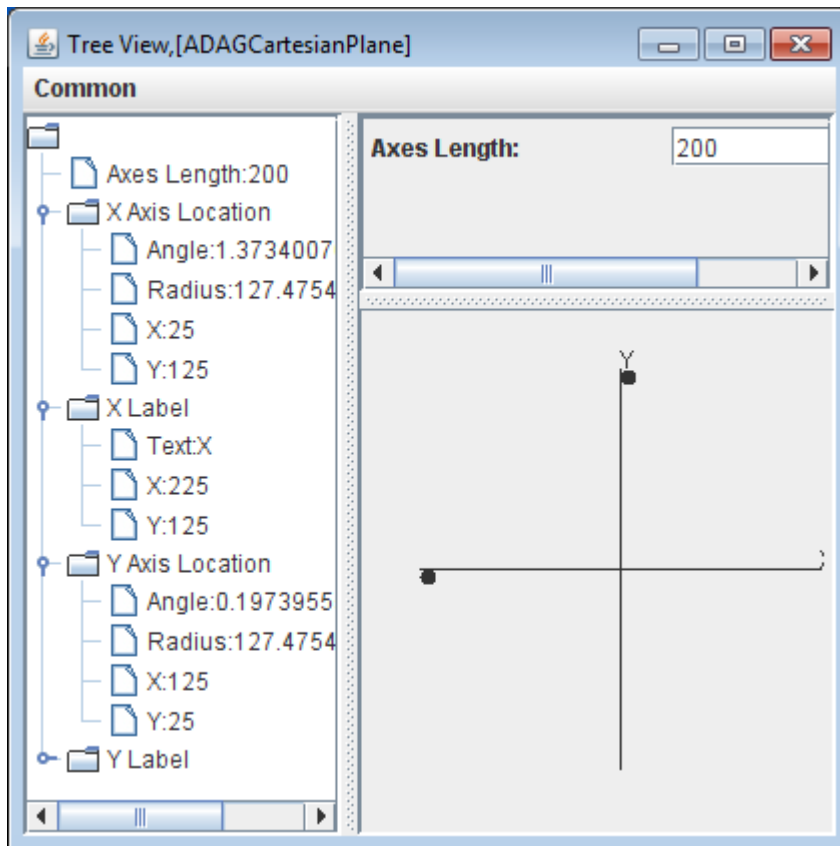 Tree View,[ADAGCartesianPlane]
Common
Axes Length:200
X Axis Location
Angle:1.3734007
Radius:127.4754
X:25
Y:125
X Label
Text:X
X:225
Y:125
Y Axis Location
Angle:0.1973955
Radius:127.4754
X:125
Y:25
Y Label
Axes Length:
200
Y